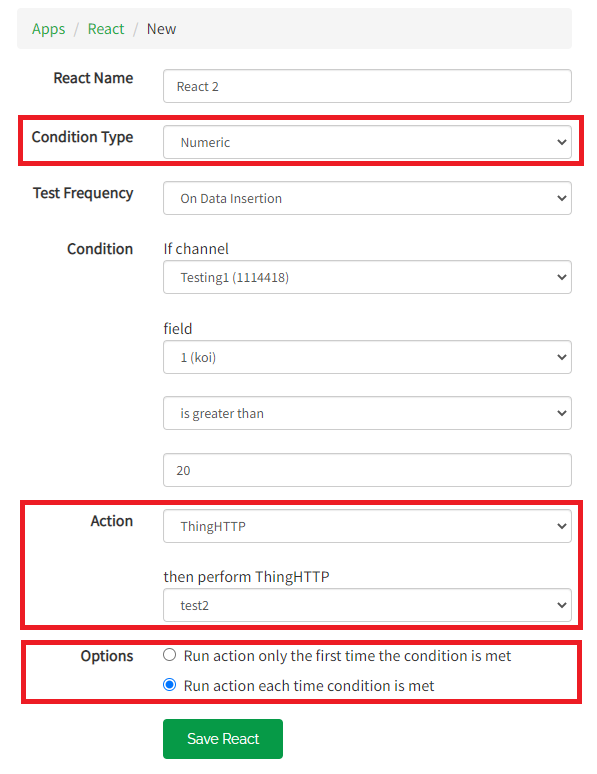 Apps / React / New
React Name
React 2
Condition Type
Numeric
Test Frequency
On Data Insertion
Condition
If channel
Testing1 (1114418)
field
1 (koi)
is greater than
20
Action
ThingHTTP
then perform ThingHTTP
test2
Options
Run action only the first time the condition is met
Run action each time condition is met
Save React